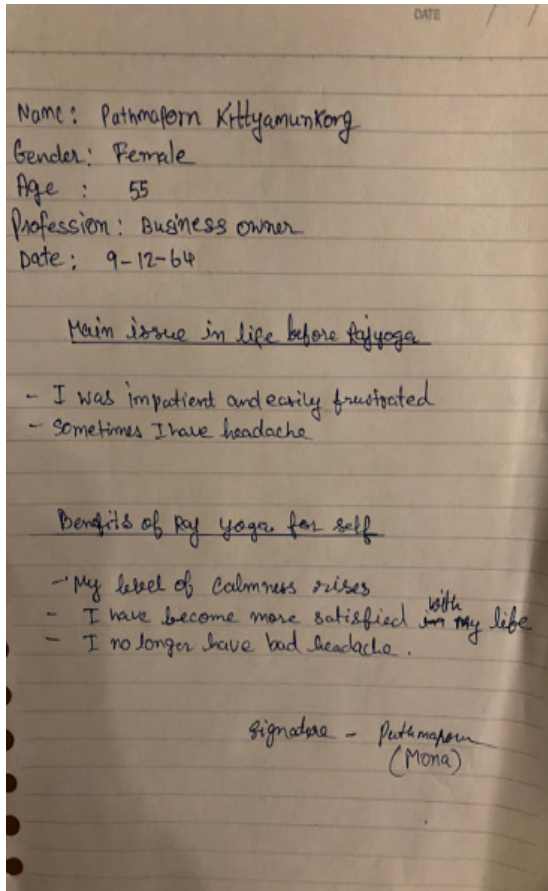 DATE / /
Name: Pathmaporn Kittyamunkorg
Gender: Female
Age : 55
Profession: Business owner
Date: 9-12-64
Main issue in life before Rajyoga
- I was impatient and easily frustrated
- Sometimes I have headache
Benefits of Raj yoga for self
- My level of calmness rises
- I have become more satisfied with my life
- I no longer have bad headache.
Signature - Pathmaporn
(Mona)